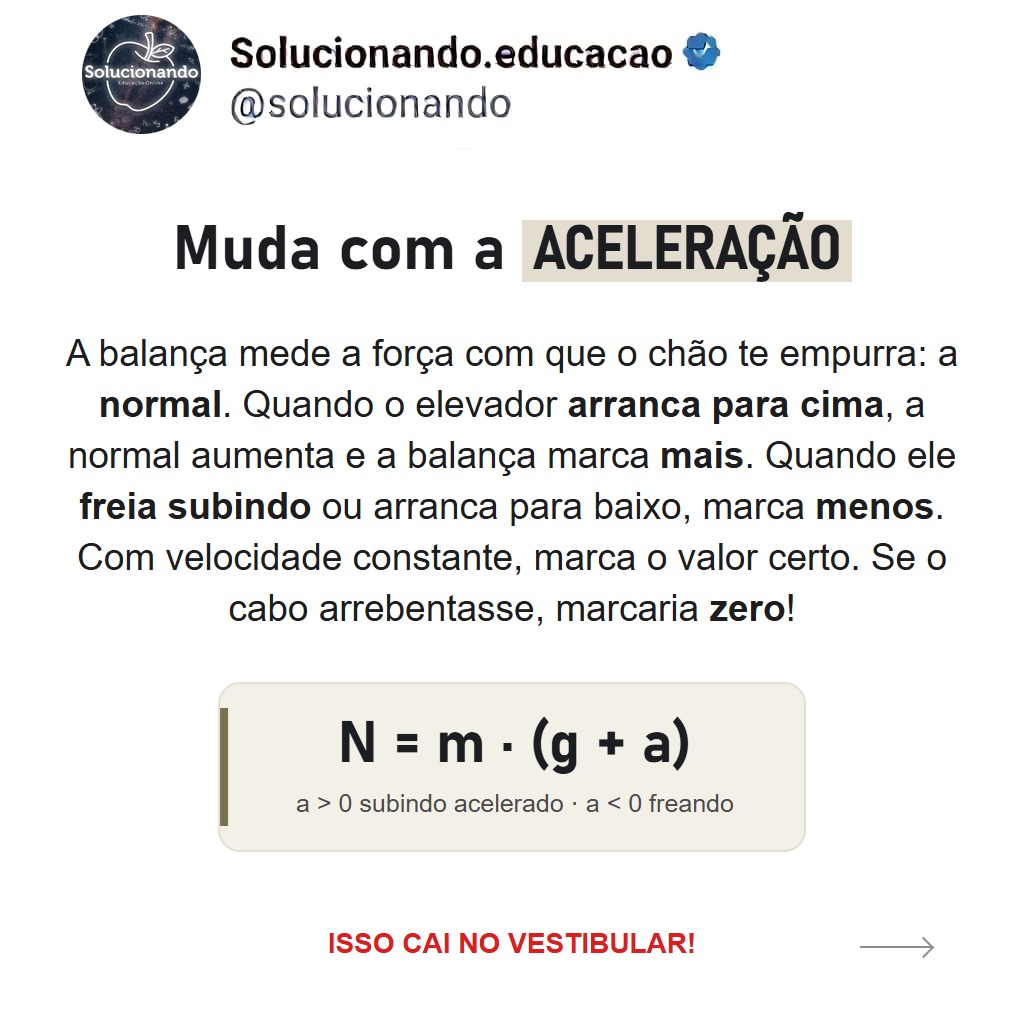 Solucionando
Educação Online
Solucionando.educacao
@solucionando
Muda com a ACELERAÇÃO
A balança mede a força com que o chão te empurra: a
normal. Quando o elevador arranca para cima, a
normal aumenta e a balança marca mais. Quando ele
freia subindo ou arranca para baixo, marca menos.
Com velocidade constante, marca o valor certo. Se o
cabo arrebentasse, marcaria zero!
N = m · (g + a)
a > 0 subindo acelerado · a < 0 freando
ISSO CAI NO VESTIBULAR!